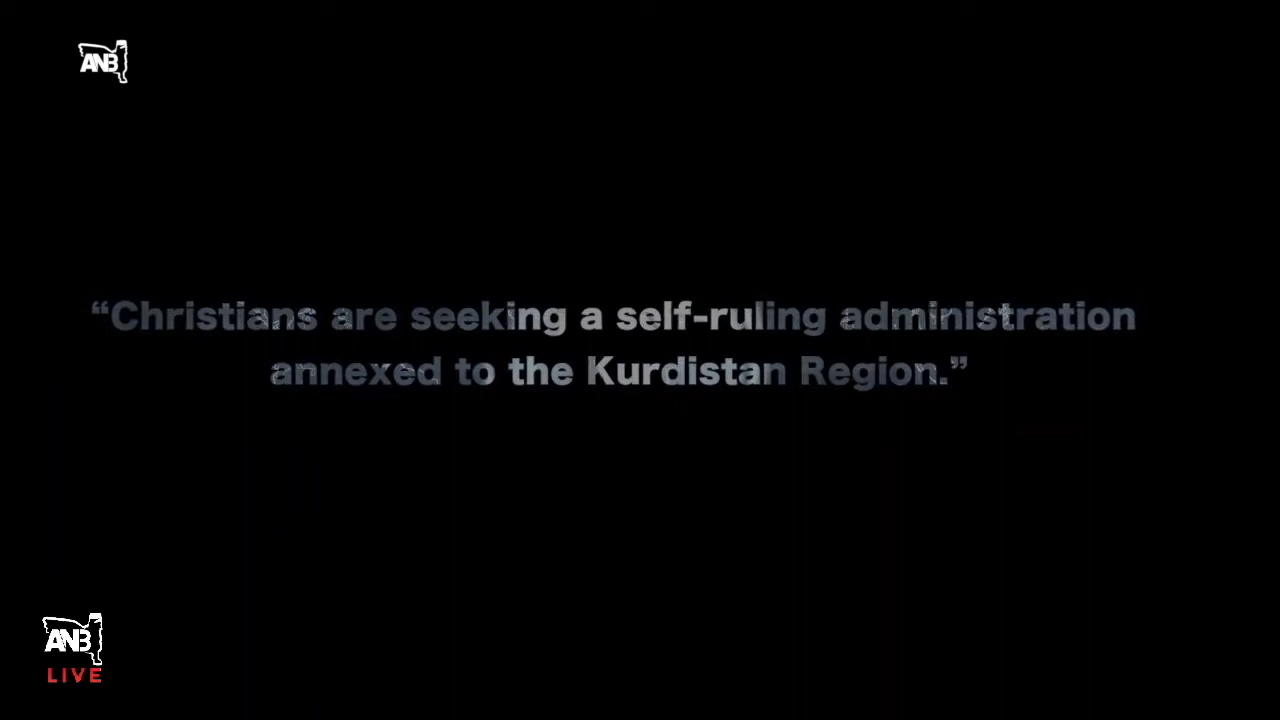 ANB
“Christians are seeking a self-ruling administration
annexed to the Kurdistan Region.”
ANB
LIVE